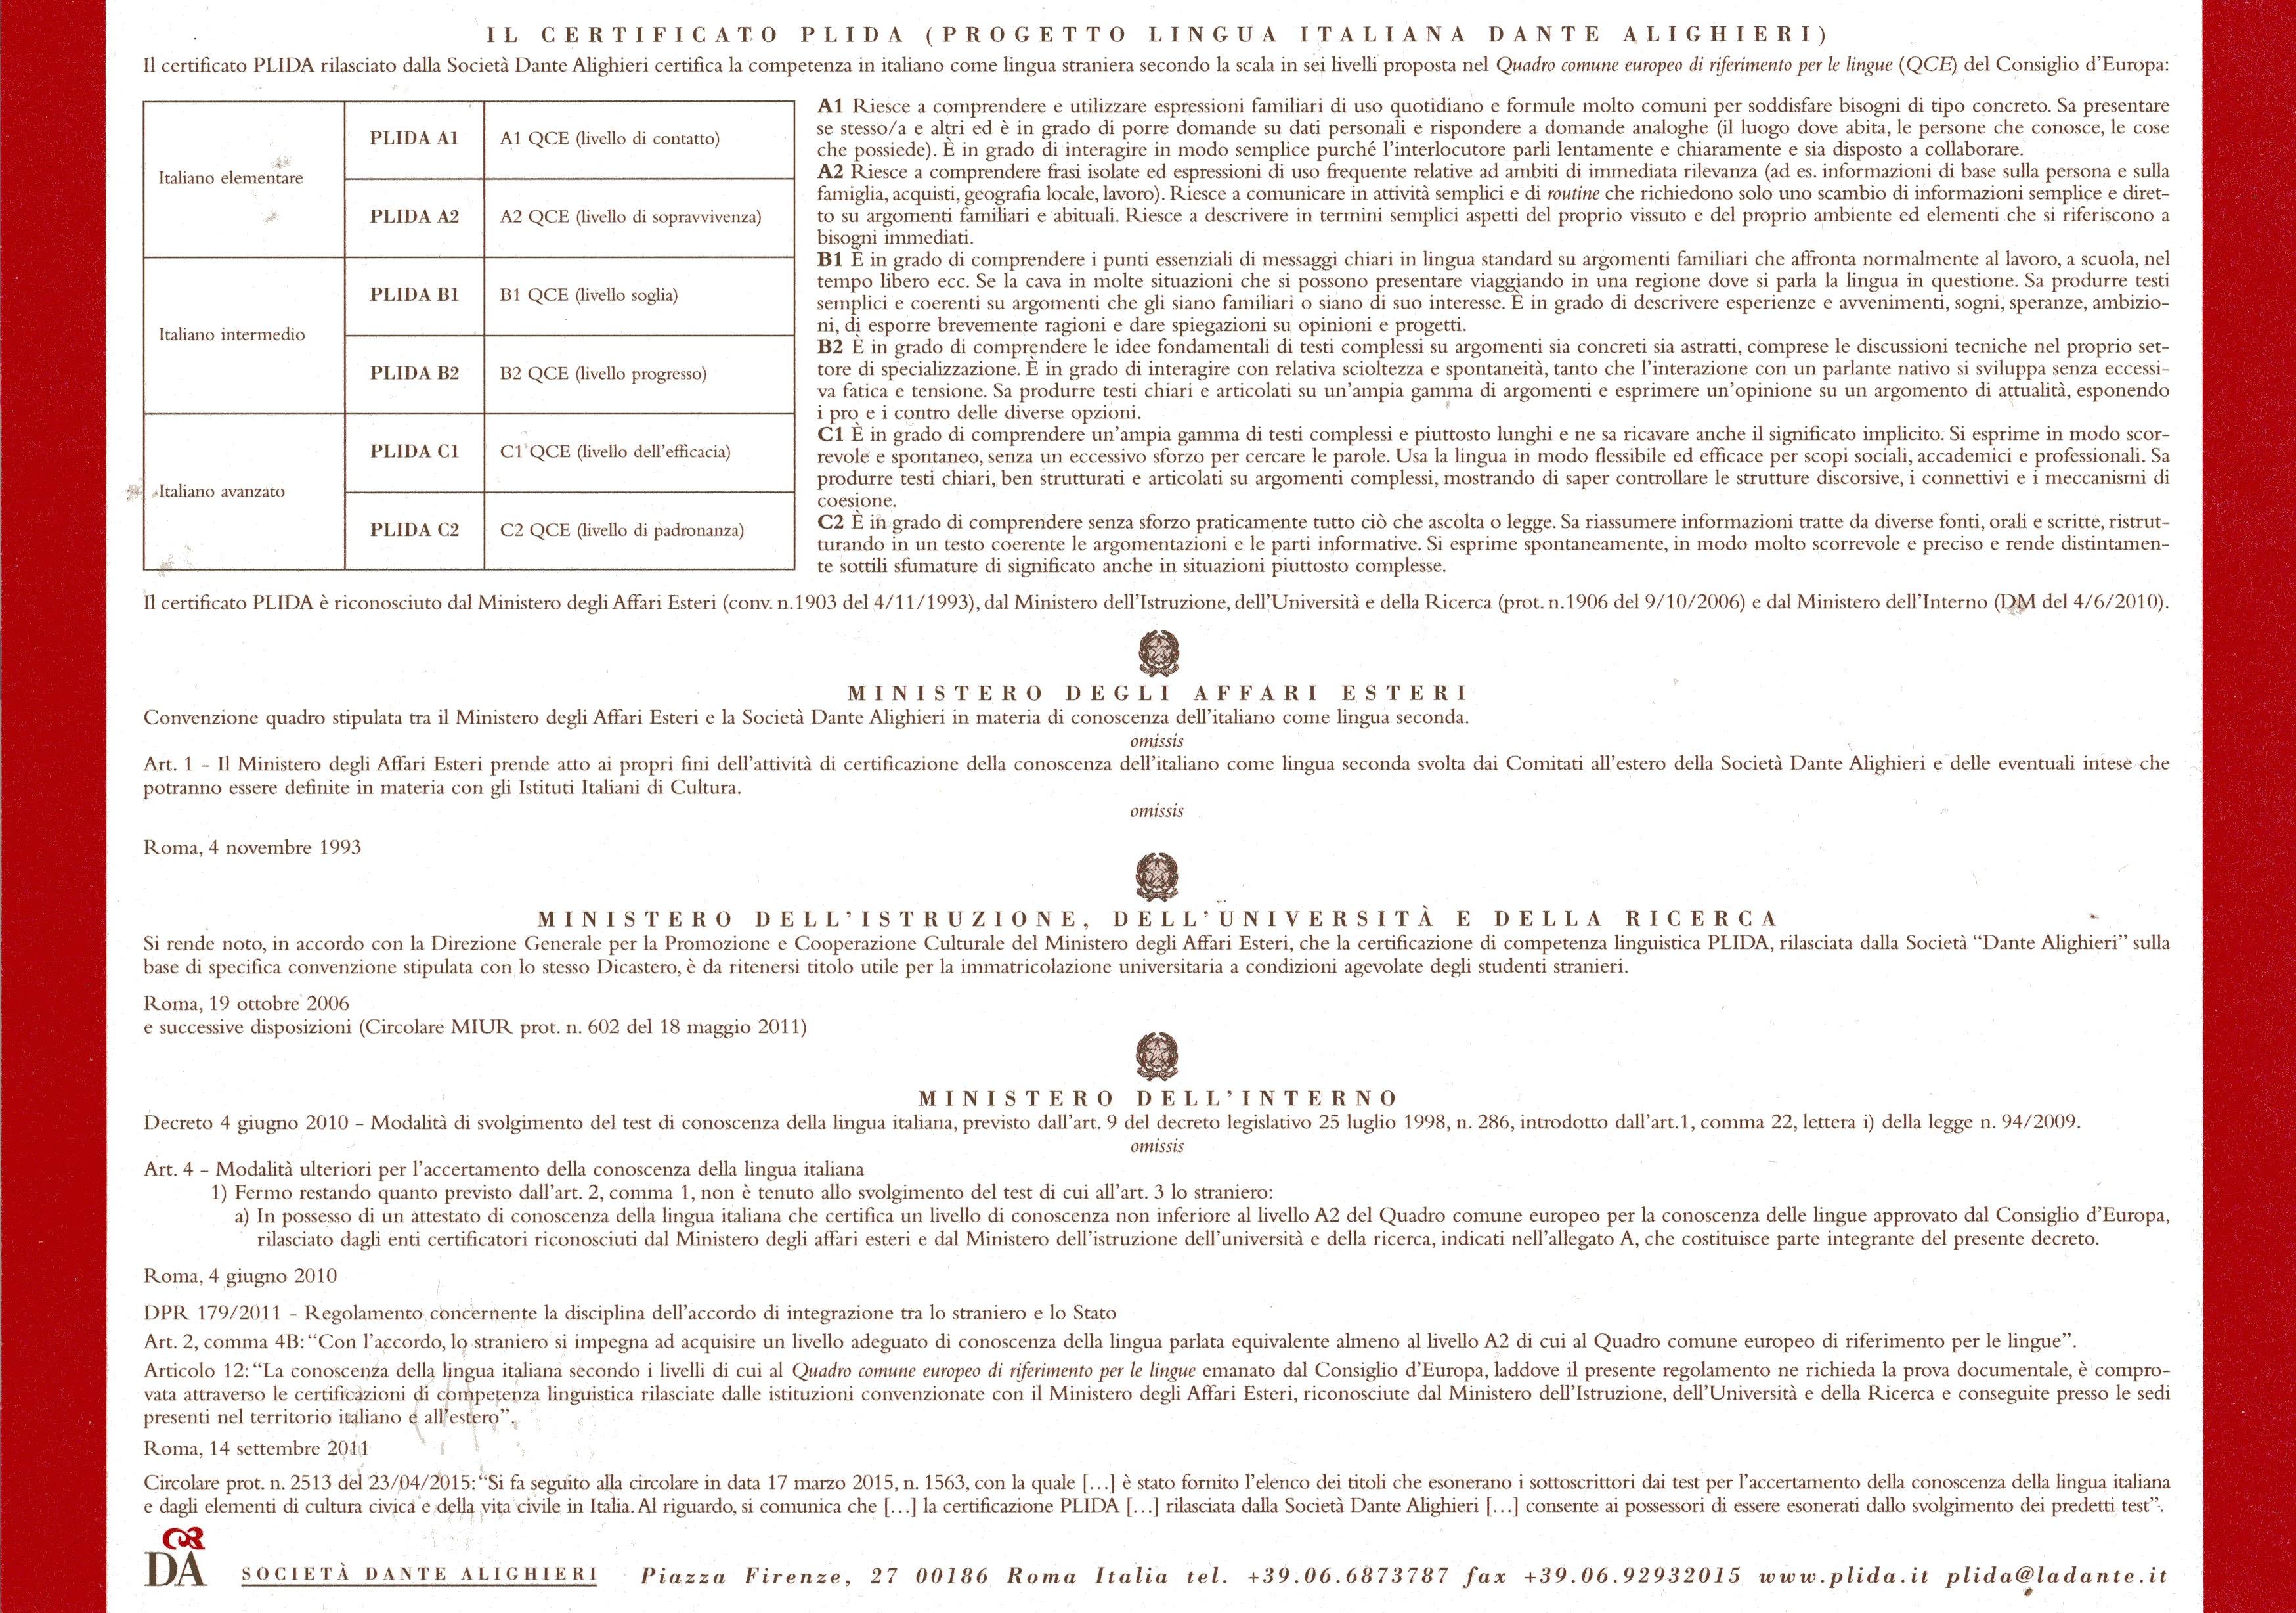 IL CERTIFICATO PLIDA (PROGETTO LINGUA ITALIANA DANTE ALIGHIERI)
Il certificato PLIDA rilasciato dalla Società Dante Alighieri certifica la competenza in italiano come lingua straniera secondo la scala in sei livelli proposta nel Quadro comune europeo di riferimento per le lingue (QCE) del Consiglio d'Europa:
Italiano elementare
PLIDA A1
A1 QCE (livello di contatto)
PLIDA A2
A2 QCE (livello di sopravvivenza)
Italiano intermedio
PLIDA B1
B1 QCE (livello soglia)
PLIDA B2
B2 QCE (livello progresso)
Italiano avanzato
PLIDA C1
C1 QCE (livello dell'efficacia)
PLIDA C2
C2 QCE (livello di padronanza)
A1 Riesce a comprendere e utilizzare espressioni familiari di uso quotidiano e formule molto comuni per soddisfare bisogni di tipo concreto. Sa presentare
se stesso/a e altri ed è in grado di porre domande su dati personali e rispondere a domande analoghe (il luogo dove abita, le persone che conosce, le cose
che possiede). È in grado di interagire in modo semplice purché l'interlocutore parli lentamente e chiaramente e sia disposto a collaborare.
A2 Riesce a comprendere frasi isolate ed espressioni di uso frequente relative ad ambiti di immediata rilevanza (ad es. informazioni di base sulla persona e sulla
famiglia, acquisti, geografia locale, lavoro). Riesce a comunicare in attività semplici e di routine che richiedono solo uno scambio di informazioni semplice e diret-
to su argomenti familiari e abituali. Riesce a descrivere in termini semplici aspetti del proprio vissuto e del proprio ambiente ed elementi che si riferiscono a
bisogni immediati.
B1 È in grado di comprendere i punti essenziali di messaggi chiari in lingua standard su argomenti familiari che affronta normalmente al lavoro, a scuola, nel
tempo libero ecc. Se la cava in molte situazioni che si possono presentare viaggiando in una regione dove si parla la lingua in questione. Sa produrre testi
semplici e coerenti su argomenti che gli siano familiari o siano di suo interesse. È in grado di descrivere esperienze e avvenimenti, sogni, speranze, ambizio-
ni, di esporre brevemente ragioni e dare spiegazioni su opinioni e progetti.
B2 È in grado di comprendere le idee fondamentali di testi complessi su argomenti sia concreti sia astratti, comprese le discussioni tecniche nel proprio set-
tore di specializzazione. È in grado di interagire con relativa scioltezza e spontaneità, tanto che l'interazione con un parlante nativo si sviluppa senza eccessi-
va fatica e tensione. Sa produrre testi chiari e articolati su un'ampia gamma di argomenti e esprimere un'opinione su un argomento di attualità, esponendo
i pro e i contro delle diverse opzioni.
C1 È in grado di comprendere un'ampia gamma di testi complessi e piuttosto lunghi e ne sa ricavare anche il significato implicito. Si esprime in modo scor-
revole e spontaneo, senza un eccessivo sforzo per cercare le parole. Usa la lingua in modo flessibile ed efficace per scopi sociali, accademici e professionali. Sa
produrre testi chiari, ben strutturati e articolati su argomenti complessi, mostrando di saper controllare le strutture discorsive, i connettivi e i meccanismi di
coesione.
C2 È in grado di comprendere senza sforzo praticamente tutto ciò che ascolta o legge. Sa riassumere informazioni tratte da diverse fonti, orali e scritte, ristrut-
turando in un testo coerente le argomentazioni e le parti informative. Si esprime spontaneamente, in modo molto scorrevole e preciso e rende distintamen-
te sottili sfumature di significato anche in situazioni piuttosto complesse.
Il certificato PLIDA è riconosciuto dal Ministero degli Affari Esteri (conv. n.1903 del 4/11/1993), dal Ministero dell'Istruzione, dell'Università e della Ricerca (prot. n.1906 del 9/10/2006) e dal Ministero dell'Interno (DM del 4/6/2010).
MINISTERO DEGLI AFFARI ESTERI
Convenzione quadro stipulata tra il Ministero degli Affari Esteri e la Società Dante Alighieri in materia di conoscenza dell'italiano come lingua seconda.
omissis
Art. 1 – Il Ministero degli Affari Esteri prende atto ai propri fini dell'attività di certificazione della conoscenza dell'italiano come lingua seconda svolta dai Comitati all'estero della Società Dante Alighieri e delle eventuali intese che
potranno essere definite in materia con gli Istituti Italiani di Cultura.
omissis
Roma, 4 novembre 1993
MINISTERO DELL'ISTRUZIONE, DELL'UNIVERSITÀ E DELLA RICERCA
Si rende noto, in accordo con la Direzione Generale per la Promozione e Cooperazione Culturale del Ministero degli Affari Esteri, che la certificazione di competenza linguistica PLIDA, rilasciata dalla Società "Dante Alighieri" sulla
base di specifica convenzione stipulata con lo stesso Dicastero, è da ritenersi titolo utile per la immatricolazione universitaria a condizioni agevolate degli studenti stranieri.
Roma, 19 ottobre 2006
e successive disposizioni (Circolare MIUR prot. n. 602 del 18 maggio 2011)
MINISTERO DELL'INTERNO
Decreto 4 giugno 2010 – Modalità di svolgimento del test di conoscenza della lingua italiana, previsto dall'art. 9 del decreto legislativo 25 luglio 1998, n. 286, introdotto dall'art.1, comma 22, lettera i) della legge n. 94/2009.
omissis
Art. 4 – Modalità ulteriori per l'accertamento della conoscenza della lingua italiana
1) Fermo restando quanto previsto dall'art. 2, comma 1, non è tenuto allo svolgimento del test di cui all'art. 3 lo straniero:
a) In possesso di un attestato di conoscenza della lingua italiana che certifica un livello di conoscenza non inferiore al livello A2 del Quadro comune europeo per la conoscenza delle lingue approvato dal Consiglio d'Europa,
rilasciato dagli enti certificatori riconosciuti dal Ministero degli affari esteri e dal Ministero dell'istruzione dell'università e della ricerca, indicati nell'allegato A, che costituisce parte integrante del presente decreto.
Roma, 4 giugno 2010
DPR 179/2011 – Regolamento concernente la disciplina dell'accordo di integrazione tra lo straniero e lo Stato
Art. 2, comma 4B: "Con l'accordo, lo straniero si impegna ad acquisire un livello adeguato di conoscenza della lingua parlata equivalente almeno al livello A2 di cui al Quadro comune europeo di riferimento per le lingue".
Articolo 12: "La conoscenza della lingua italiana secondo i livelli di cui al Quadro comune europeo di riferimento per le lingue emanato dal Consiglio d'Europa, laddove il presente regolamento ne richieda la prova documentale, è compro-
vata attraverso le certificazioni di competenza linguistica rilasciate dalle istituzioni convenzionate con il Ministero degli Affari Esteri, riconosciute dal Ministero dell'Istruzione, dell'Università e della Ricerca e conseguite presso le sedi
presenti nel territorio italiano e all'estero".
Roma, 14 settembre 2011
Circolare prot. n. 2513 del 23/04/2015: "Si fa seguito alla circolare in data 17 marzo 2015, n. 1563, con la quale [...] è stato fornito l'elenco dei titoli che esonerano i sottoscrittori dai test per l'accertamento della conoscenza della lingua italiana
e dagli elementi di cultura civica e della vita civile in Italia. Al riguardo, si comunica che [...] la certificazione PLIDA [...] rilasciata dalla Società Dante Alighieri [...] consente ai possessori di essere esonerati dallo svolgimento dei predetti test".
DA
SOCIETÀ DANTE ALIGHIERI Piazza Firenze, 27 00186 Roma Italia tel. +39.06.6873787 fax +39.06.92932015 www.plida.it plida@ladante.it